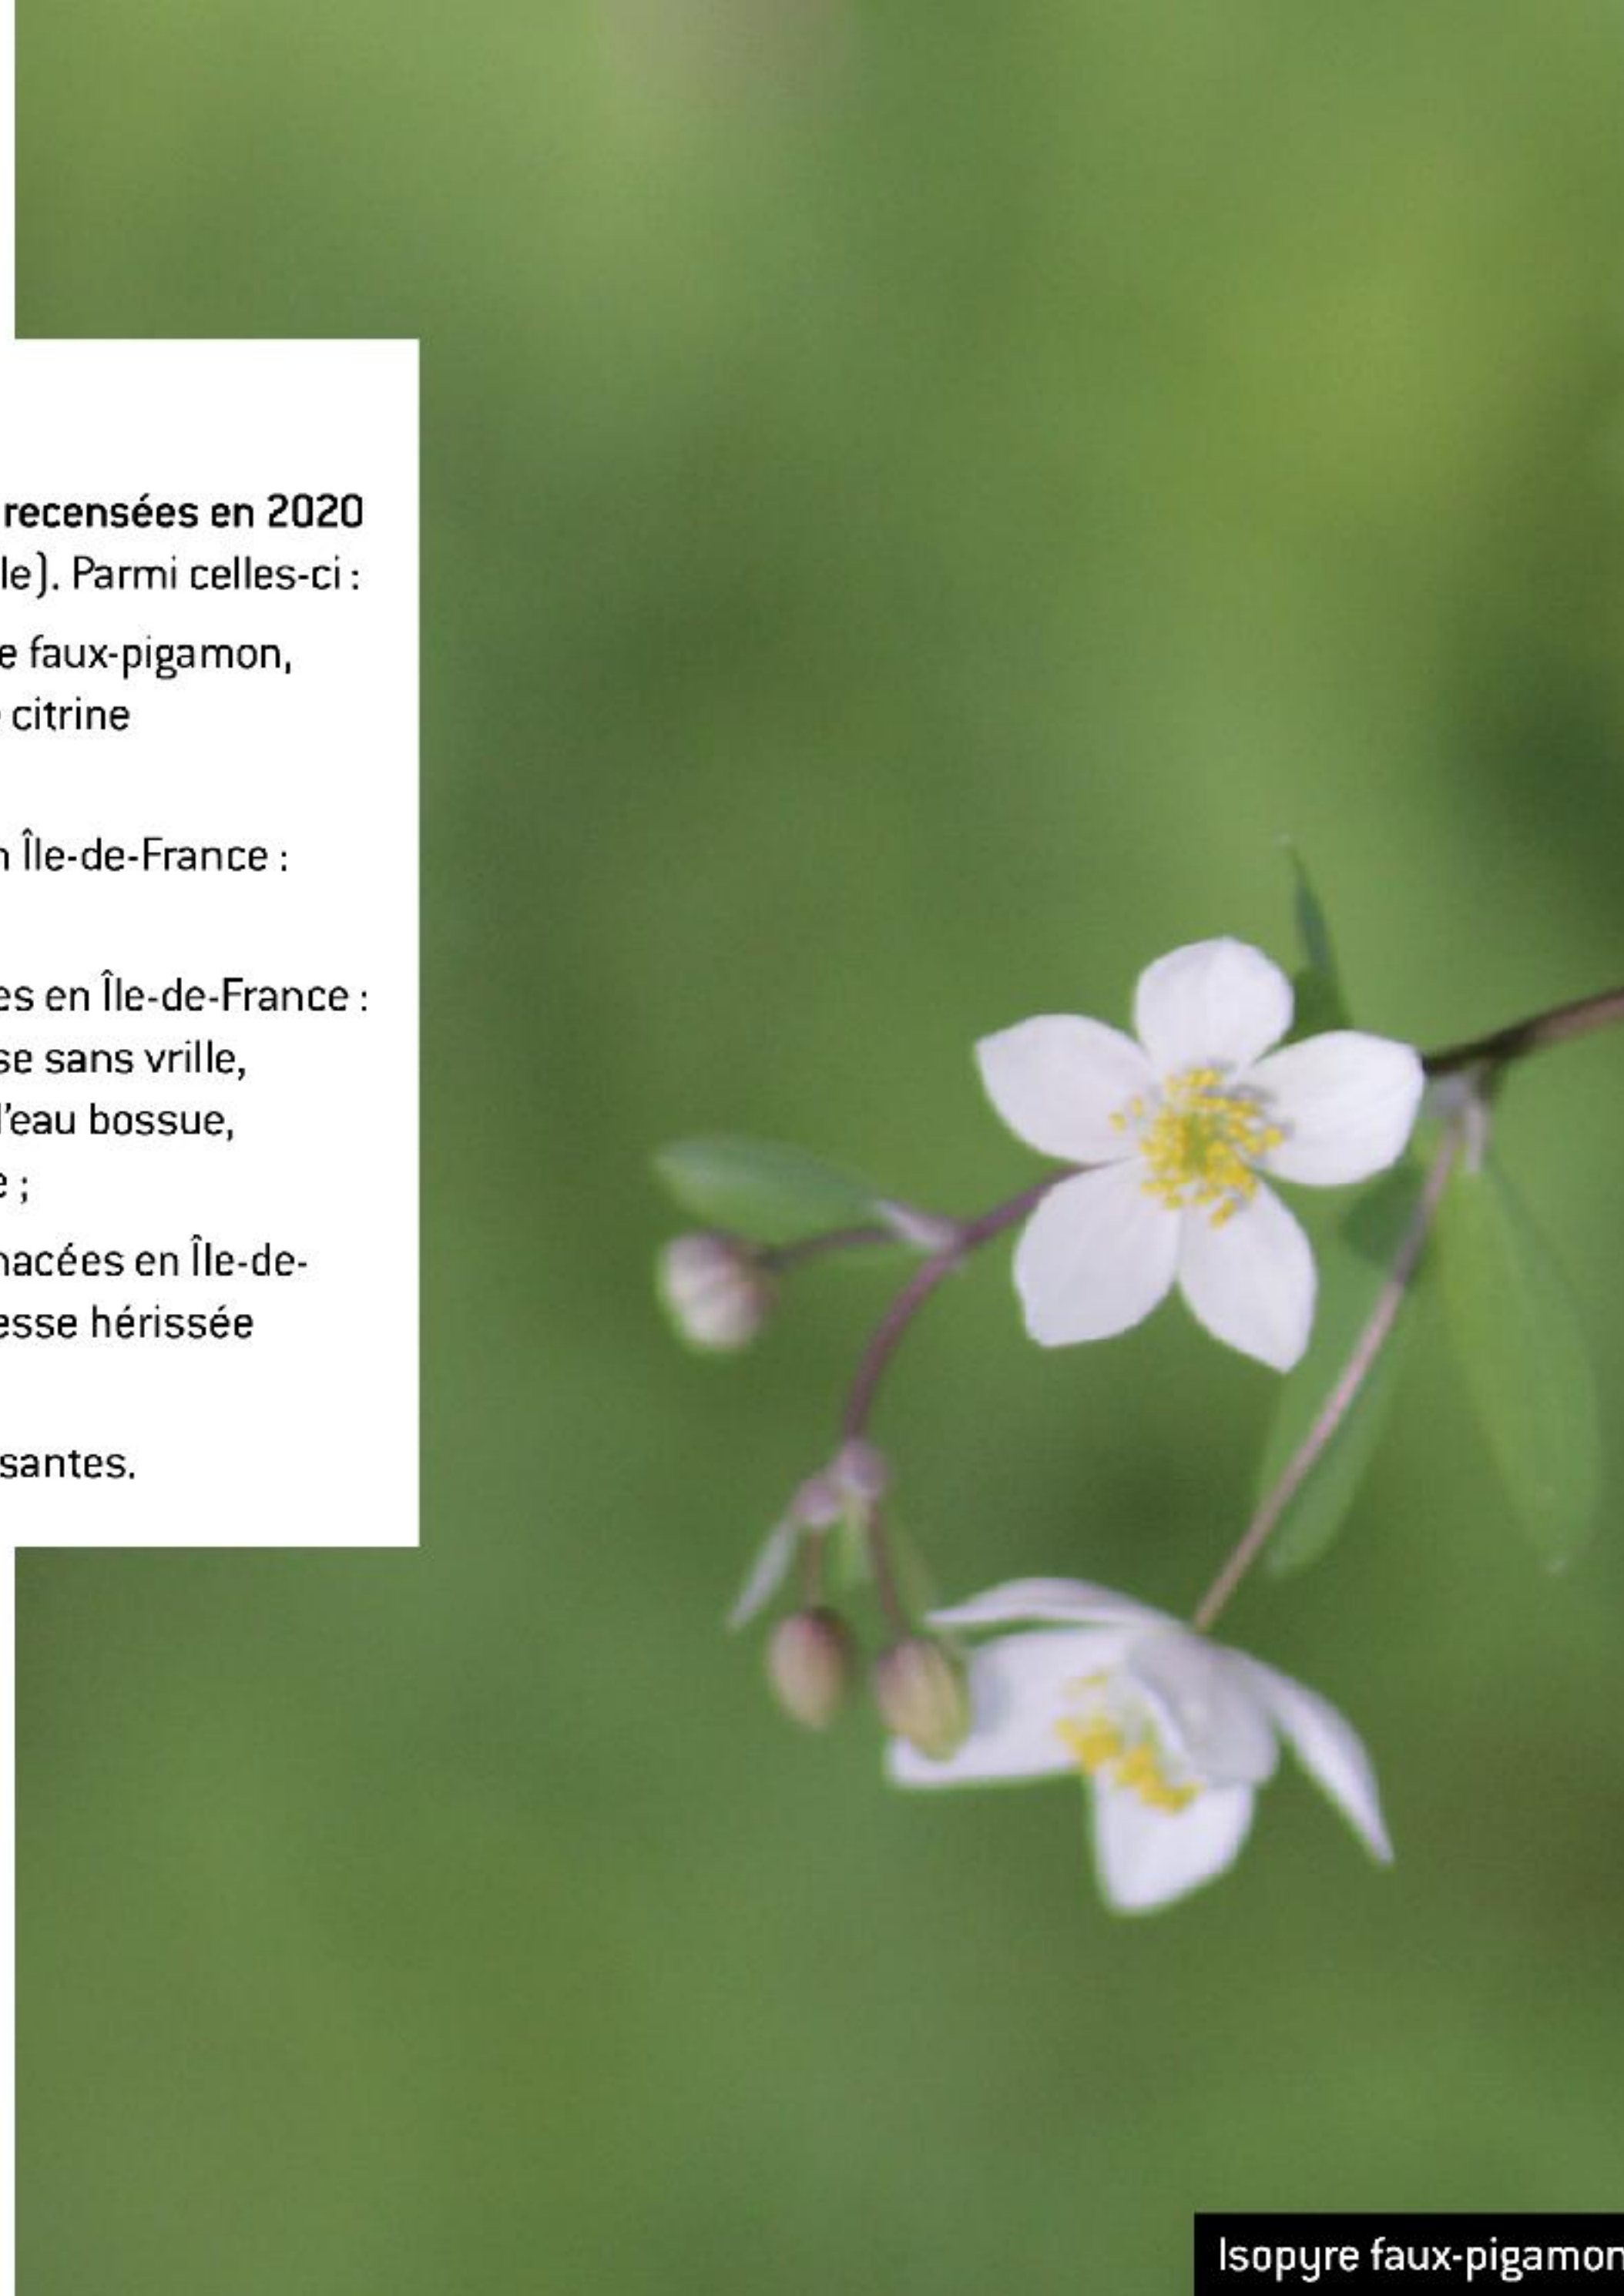 recensées en 2020
le). Parmi celles-ci :
e faux-pigamon,
citrine
n Île-de-France :
es en Île-de-France :
se sans vrille,
l'eau bossue,
e ;
nacées en Île-de-
esse hérissée
santes.
Isopyre faux-pigamon